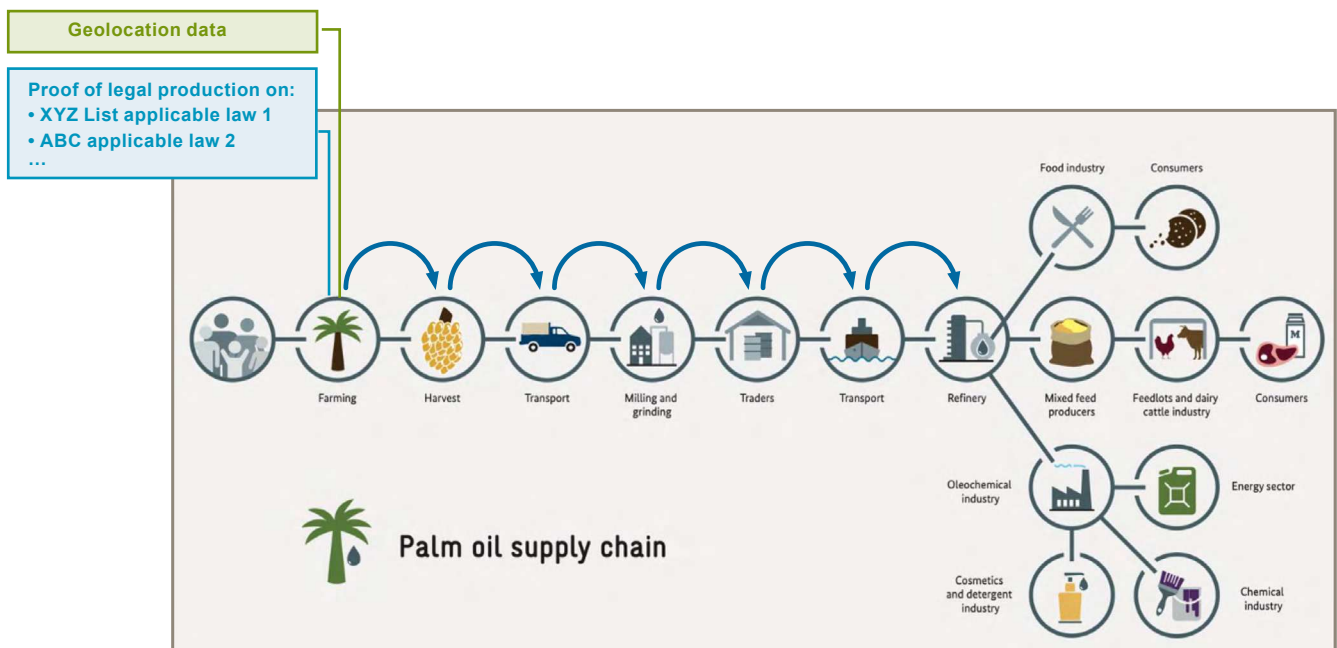 Geolocation data
Proof of legal production on:
• XYZ List applicable law 1
• ABC applicable law 2
...
Food industry
Consumers
Farming
Harvest
Transport
Milling and
grinding
Traders
Transport
Refinery
Mixed feed
producers
Feedlots and dairy
cattle industry
Consumers
M
Oleochemical
industry
Energy sector
Palm oil supply chain
Cosmetics
and detergent
industry
Chemical
industry